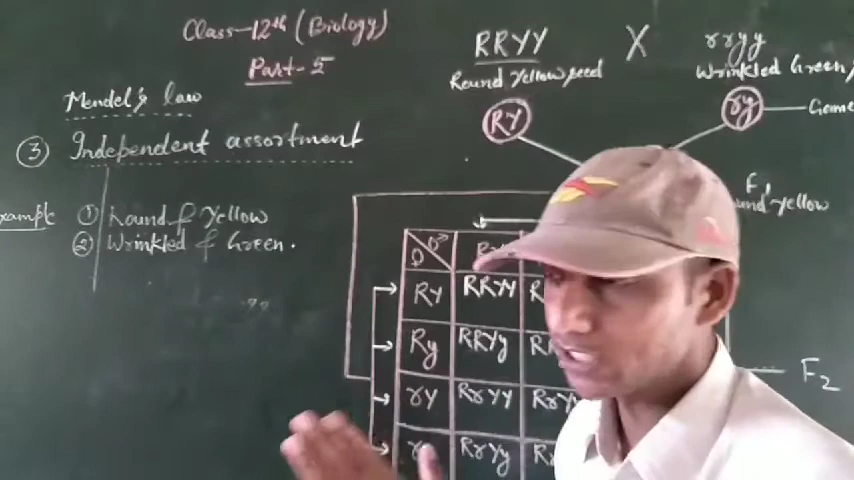 Class-12th (Biology)
Part-5
Mendel's law
③ Independent assortment
Example ① Round & Yellow
② Wrinkled & Green.
RRYY X rryy
Round Yellow seed Wrinkled Green
RY ry Game
F₁
Round yellow
♀ ♂
RY RRYY
Ry RRYy
rY RrYY
RrYy
F₂